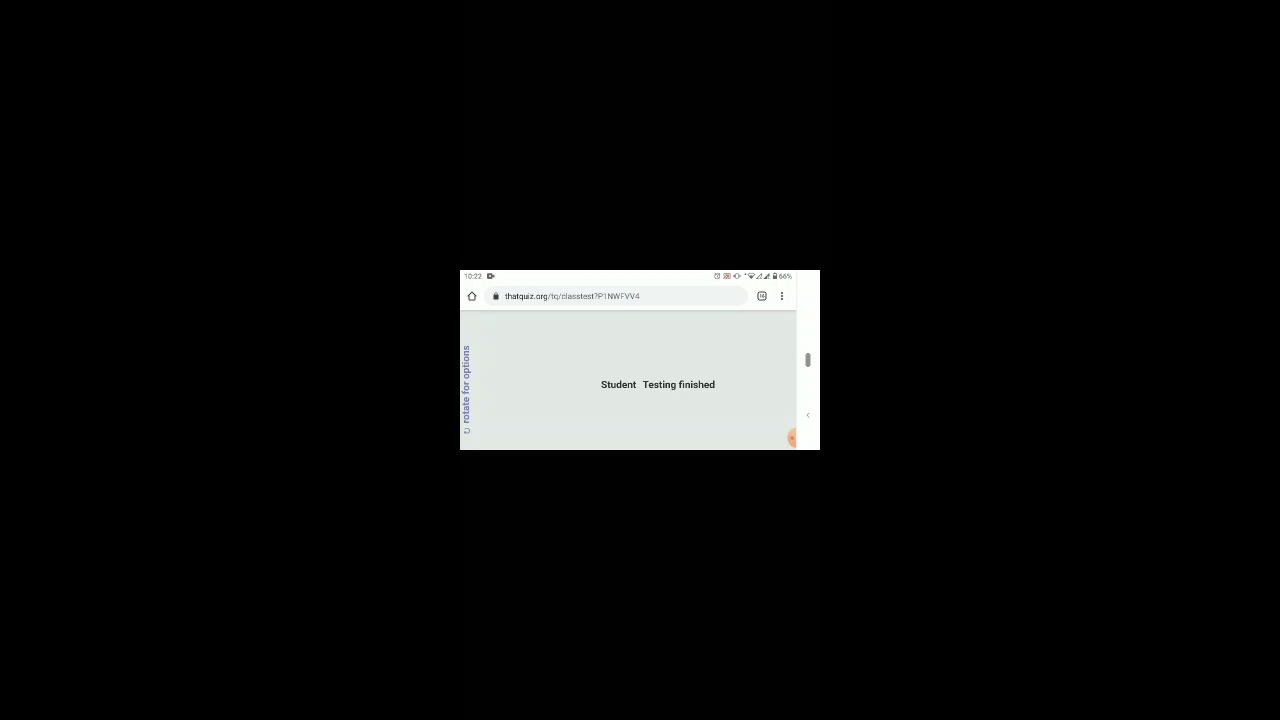 10:22
66%
thatquiz.org/tq/classtest?P1NWFVV4
rotate for options
Student Testing finished